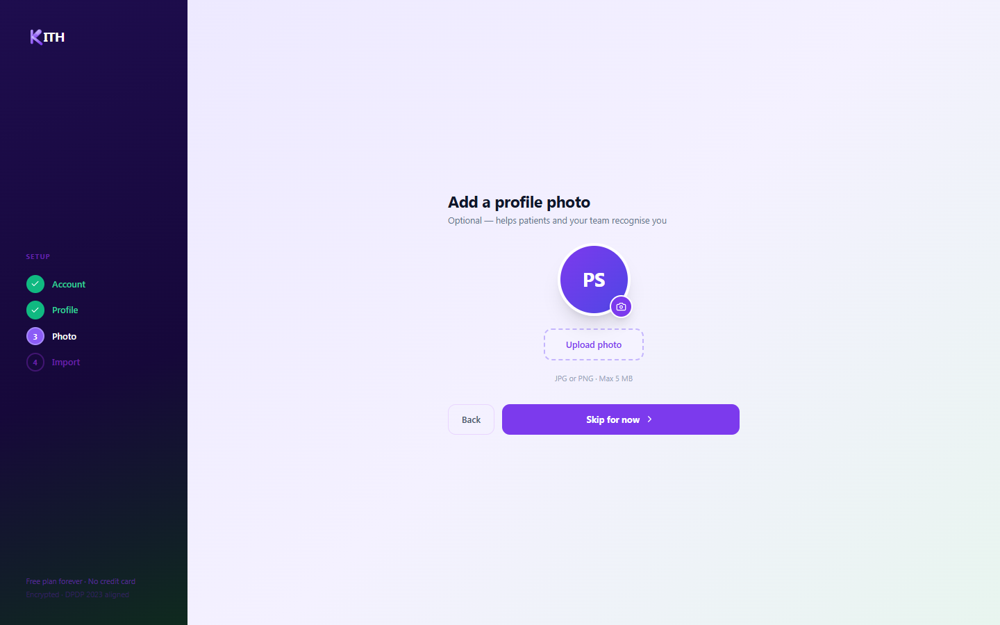 KITH
SETUP
Account
Profile
3 Photo
4 Import
Free plan forever · No credit card
Encrypted · DPDP 2023 aligned
Add a profile photo
Optional — helps patients and your team recognise you
PS
Upload photo
JPG or PNG · Max 5 MB
Back
Skip for now